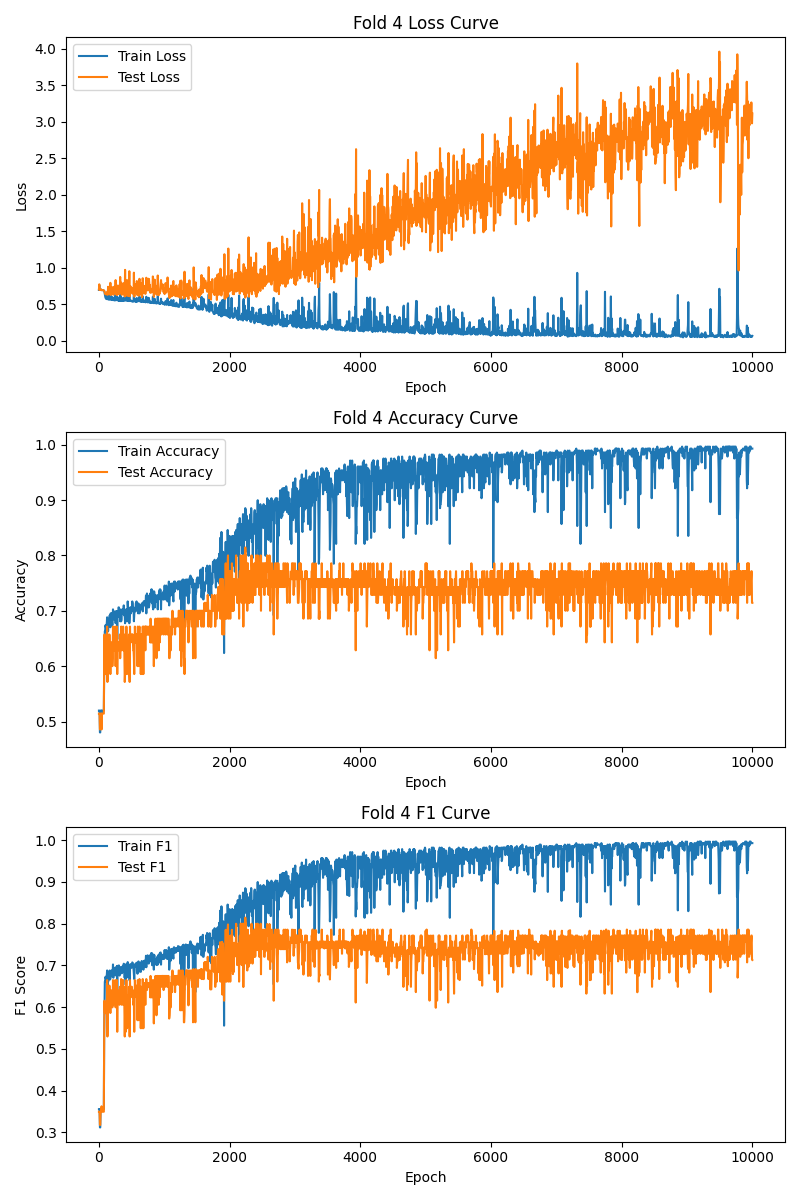 Fold 4 Loss Curve
Train Loss
Test Loss
4.0
3.5
3.0
2.5
2.0
1.5
1.0
0.5
0.0
Loss
0 2000 4000 6000 8000 10000
Epoch
Fold 4 Accuracy Curve
Train Accuracy
Test Accuracy
1.0
0.9
0.8
0.7
0.6
0.5
Accuracy
0 2000 4000 6000 8000 10000
Epoch
Fold 4 F1 Curve
Train F1
Test F1
1.0
0.9
0.8
0.7
0.6
0.5
0.4
0.3
F1 Score
0 2000 4000 6000 8000 10000
Epoch